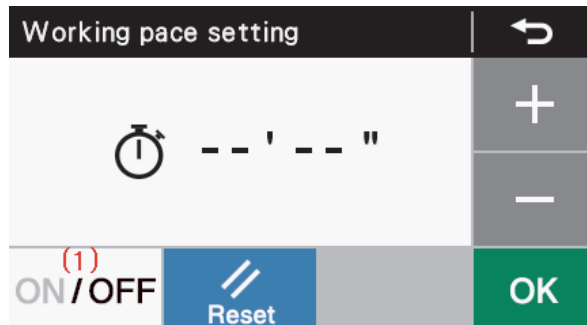 Working pace setting
--'--"
(1)
ON/OFF
Reset
OK